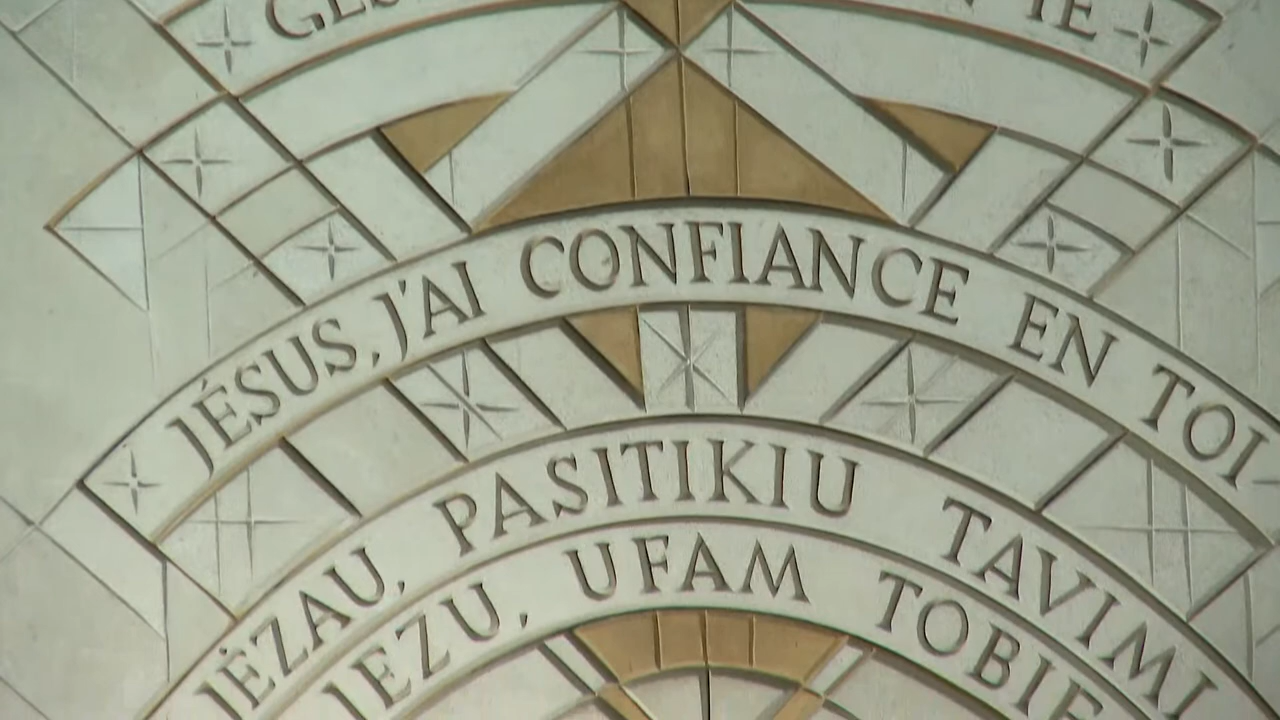 JÉSUS, J'AI CONFIANCE EN TOI
JĖZAU, PASITIKIU TAVIMI
JEZU, UFAM TOBIE